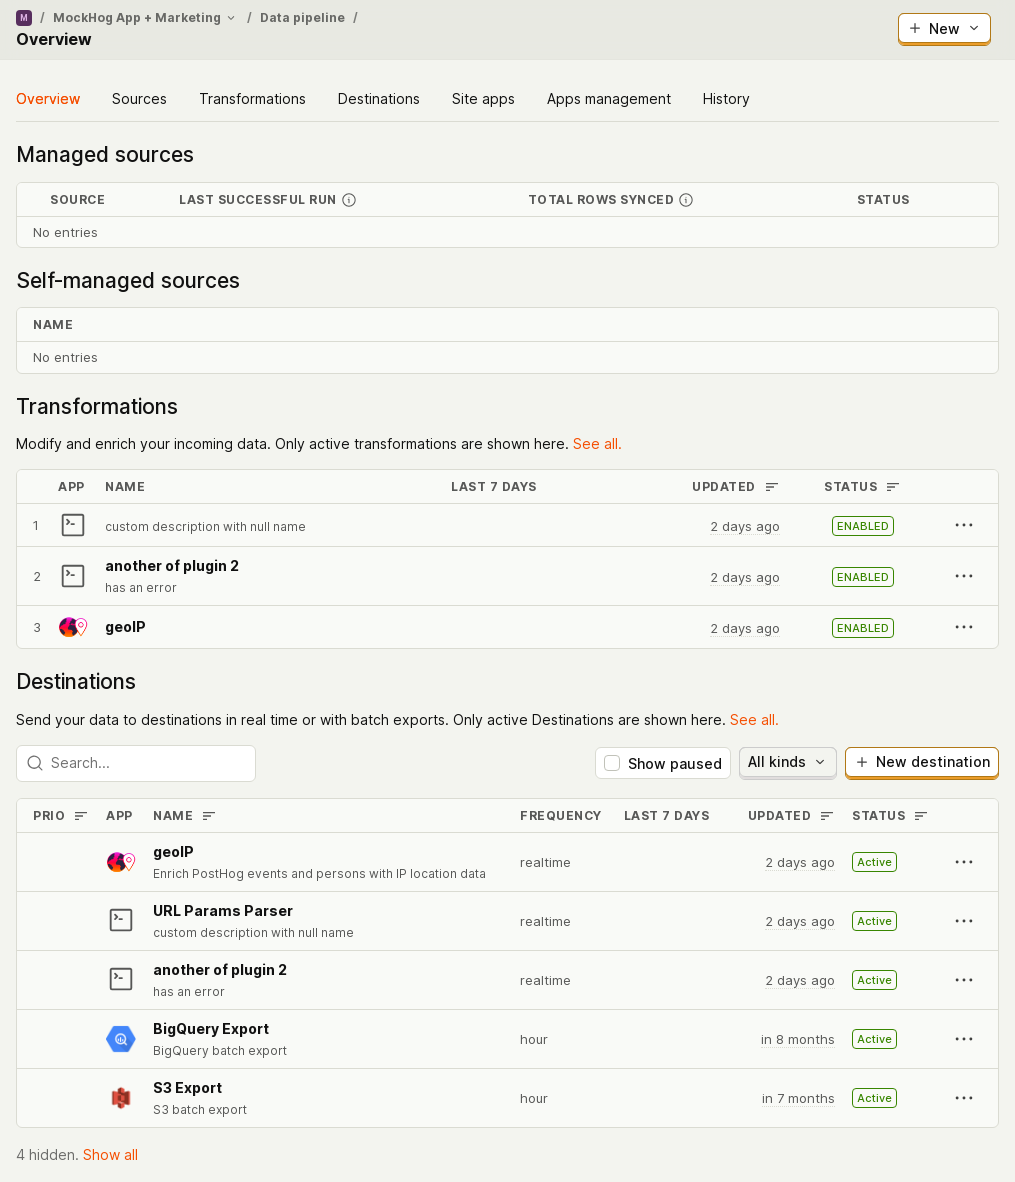 M / MockHog App + Marketing / Data pipeline /
Overview
New
Overview Sources Transformations Destinations Site apps Apps management History
Managed sources
SOURCE LAST SUCCESSFUL RUN TOTAL ROWS SYNCED STATUS
No entries
Self-managed sources
NAME
No entries
Transformations
Modify and enrich your incoming data. Only active transformations are shown here. See all.
APP NAME LAST 7 DAYS UPDATED STATUS
1 custom description with null name 2 days ago ENABLED
2 another of plugin 2 2 days ago ENABLED
has an error
3 geoIP 2 days ago ENABLED
Destinations
Send your data to destinations in real time or with batch exports. Only active Destinations are shown here. See all.
Search... Show paused All kinds New destination
PRIO APP NAME FREQUENCY LAST 7 DAYS UPDATED STATUS
geoIP realtime 2 days ago Active
Enrich PostHog events and persons with IP location data
URL Params Parser realtime 2 days ago Active
custom description with null name
another of plugin 2 realtime 2 days ago Active
has an error
BigQuery Export hour in 8 months Active
BigQuery batch export
S3 Export hour in 7 months Active
S3 batch export
4 hidden. Show all